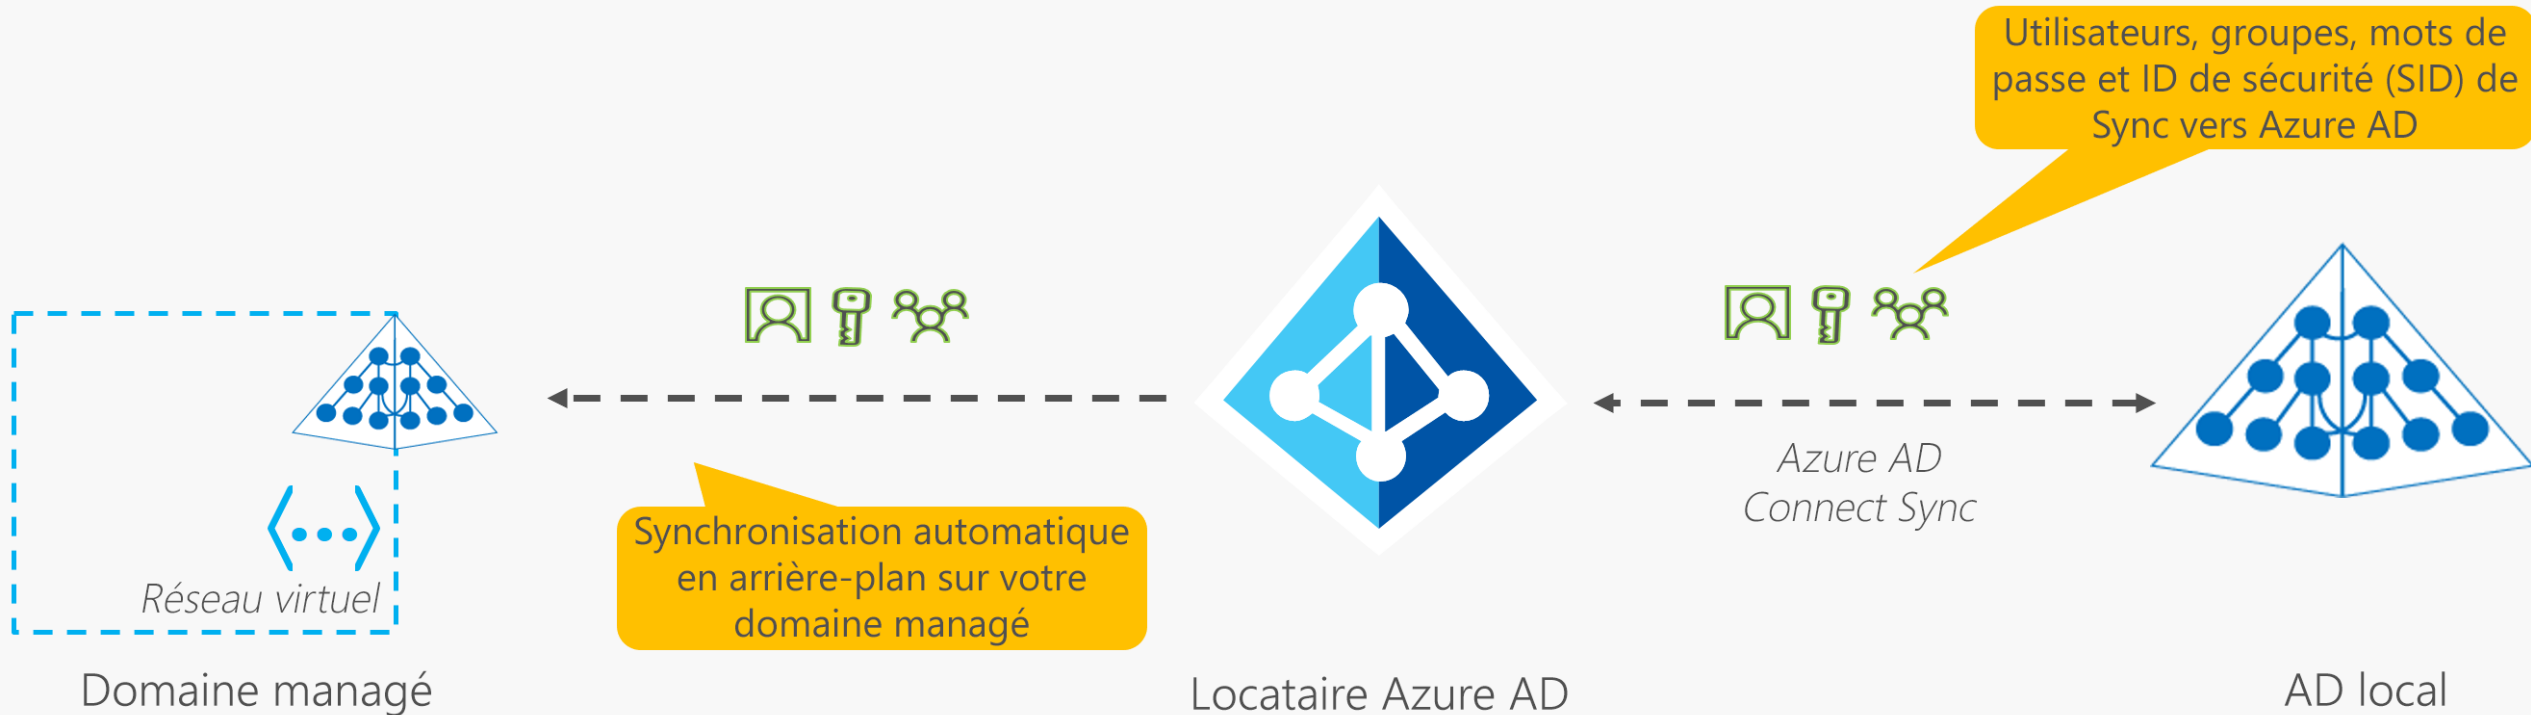 Utilisateurs, groupes, mots de
passe et ID de sécurité (SID) de
Sync vers Azure AD
Azure AD
Connect Sync
Synchronisation automatique
en arrière-plan sur votre
domaine managé
Réseau virtuel
Domaine managé
Locataire Azure AD
AD local